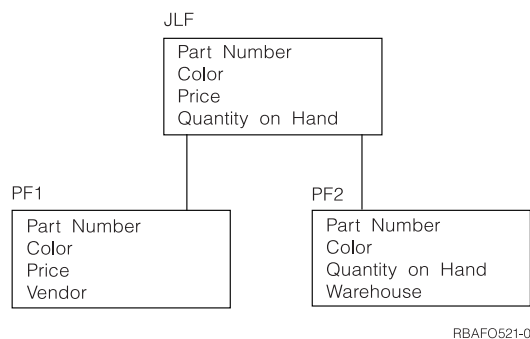 JLF
Part Number
Color
Price
Quantity on Hand
PF1
Part Number
Color
Price
Vendor
PF2
Part Number
Color
Quantity on Hand
Warehouse
RBAFO521-0